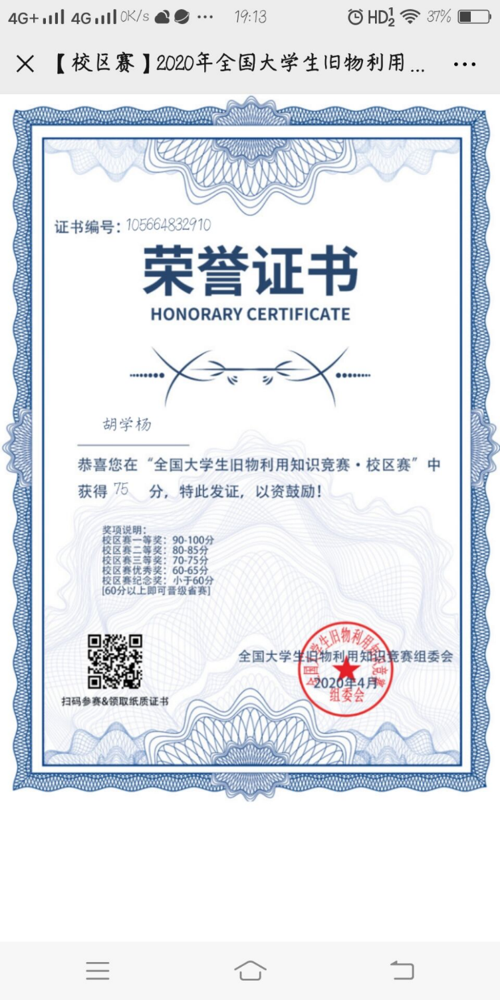 4G+ 4G 0K/s ··· 19:13 HD 1 2 37%
【校区赛】2020年全国大学生旧物利用... ···
证书编号：105664832910
荣誉证书
HONORARY CERTIFICATE
胡学杨
恭喜您在“全国大学生旧物利用知识竞赛·校区赛”中
获得 75 分，特此发证，以资鼓励！
奖项说明：
校区赛一等奖：90-100分
校区赛二等奖：80-85分
校区赛三等奖：70-75分
校区赛优秀奖：60-65分
校区赛纪念奖：小于60分
[60分以上即可晋级省赛]
全国大学生旧物利用知识竞赛组委会
2020年4月
全国大学生旧物利用知识竞赛
组委会
扫码参赛&领取纸质证书